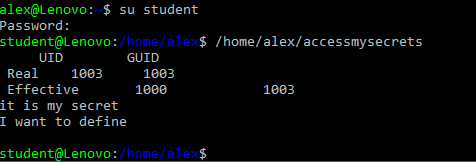 alex@Lenovo:~$ su student
Password:
student@Lenovo:/home/alex$ /home/alex/accessmysecrets
UID GUID
Real 1003 1003
Effective 1000 1003
it is my secret
I want to define
student@Lenovo:/home/alex$